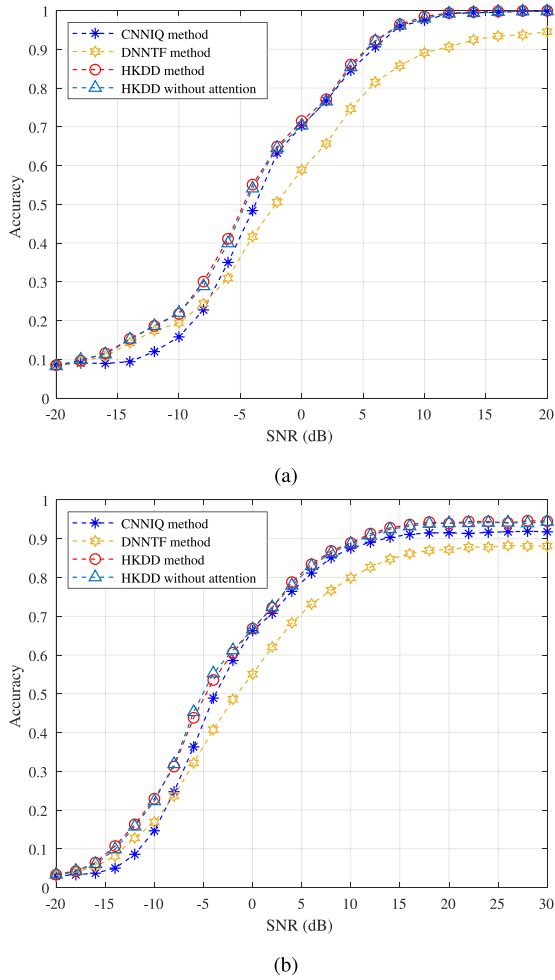 1
0.9
0.8
0.7
0.6
0.5
0.4
0.3
0.2
0.1
0.1
Accuracy
CNNIQ method
DNNTF method
HKDD method
HKDD without attention
-20 -15 -10 -5 0 5 10 15 20
SNR (dB)
(a)
1
0.9
0.8
0.7
0.6
0.5
0.4
0.3
0.2
0.1
0
Accuracy
CNNIQ method
DNNTF method
HKDD method
HKDD without attention
-20 -15 -10 -5 0 5 10 15 20 25 30
SNR (dB)
(b)